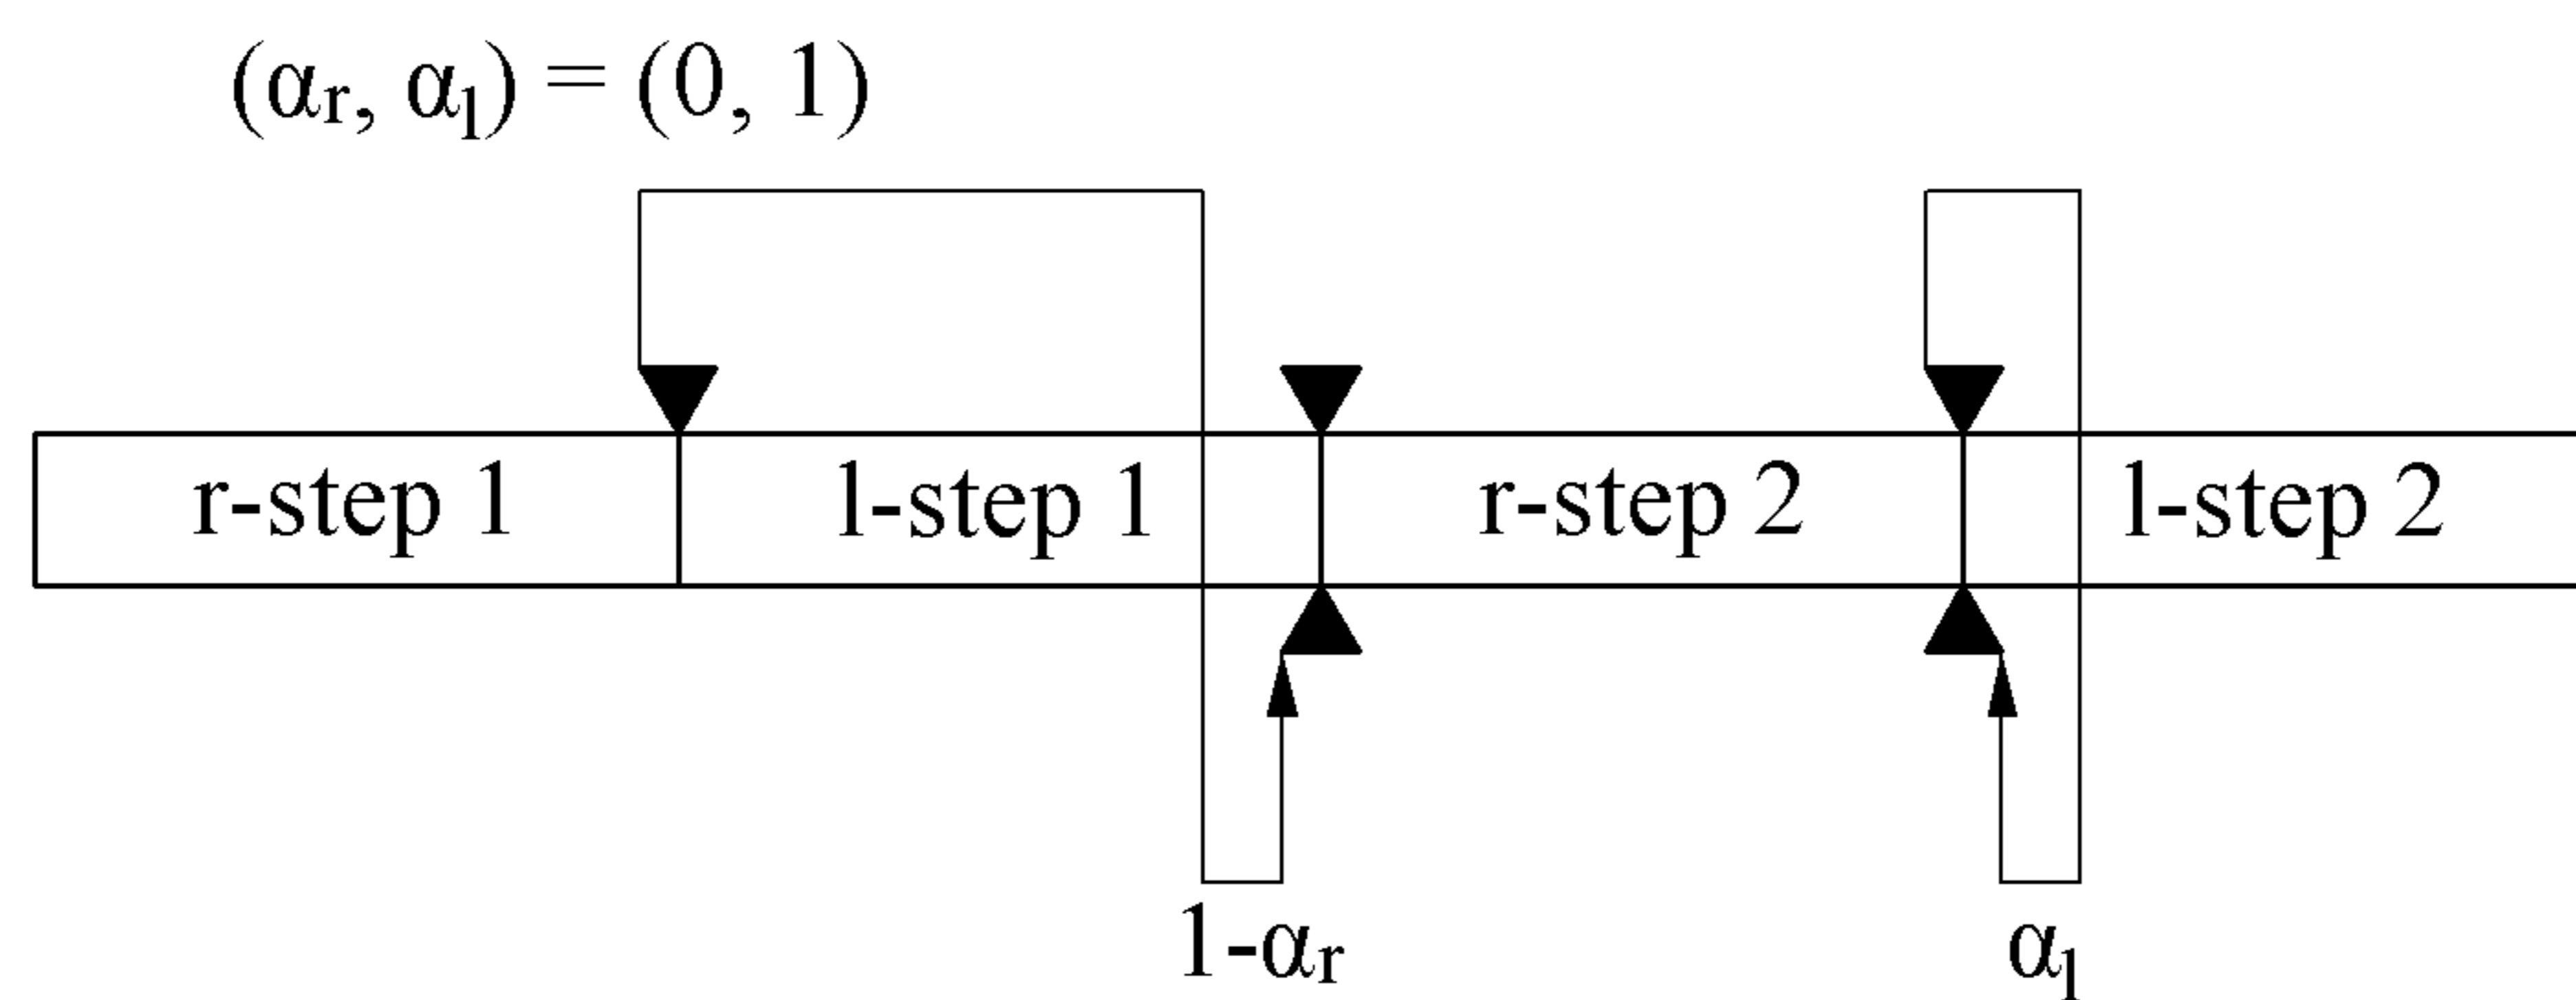 (αr, αl) = (0, 1)
r-step 1 l-step 1 r-step 2 l-step 2
1-αr αl